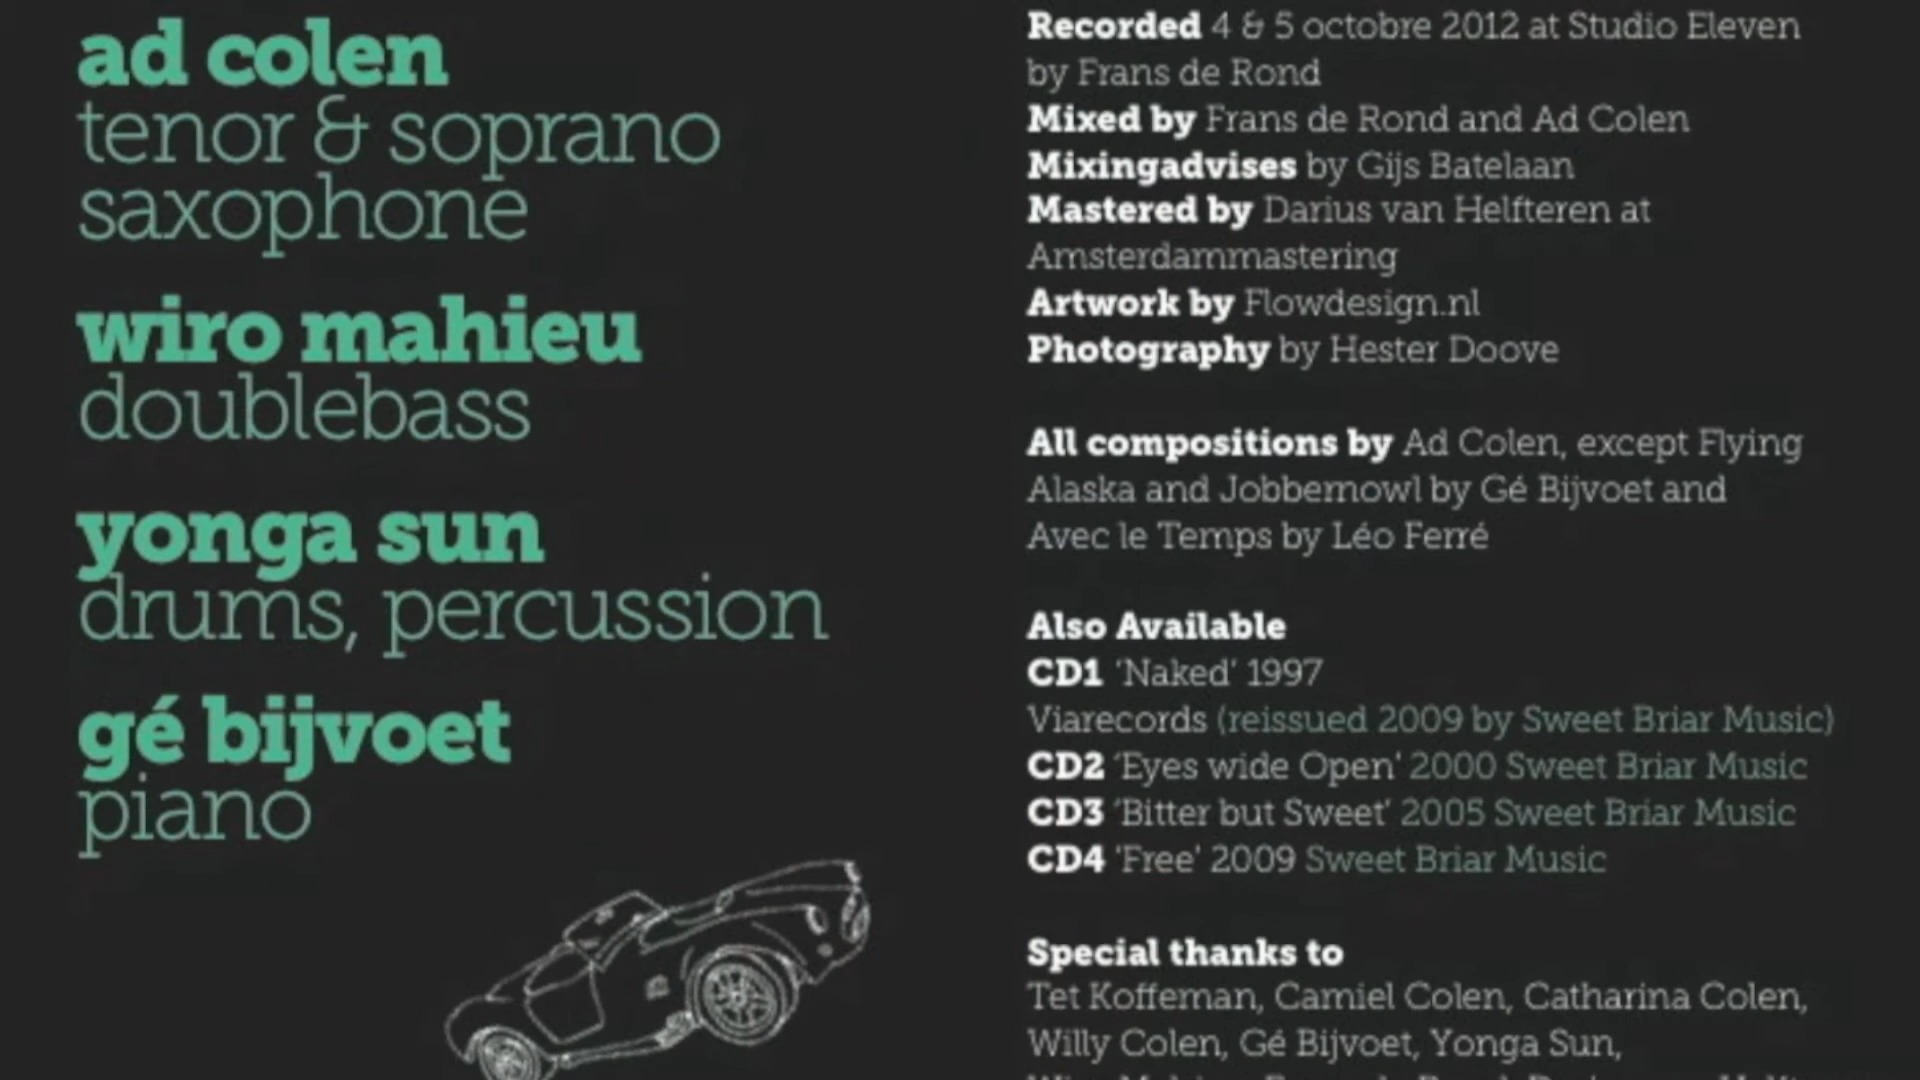 ad colen
tenor & soprano
saxophone
wiro mahieu
doublebass
yonga sun
drums, percussion
gé bijvoet
piano
Recorded 4 & 5 octobre 2012 at Studio Eleven
by Frans de Rond
Mixed by Frans de Rond and Ad Colen
Mixingadvises by Gijs Batelaan
Mastered by Darius van Helfteren at
Amsterdammastering
Artwork by Flowdesign.nl
Photography by Hester Doove
All compositions by Ad Colen, except Flying
Alaska and Jobbernowl by Gé Bijvoet and
Avec le Temps by Léo Ferré
Also Available
CD1 'Naked' 1997
Viarecords (reissued 2009 by Sweet Briar Music)
CD2 'Eyes wide Open' 2000 Sweet Briar Music
CD3 'Bitter but Sweet' 2005 Sweet Briar Music
CD4 'Free' 2009 Sweet Briar Music
Special thanks to
Tet Koffeman, Camiel Colen, Catharina Colen,
Willy Colen, Gé Bijvoet, Yonga Sun,